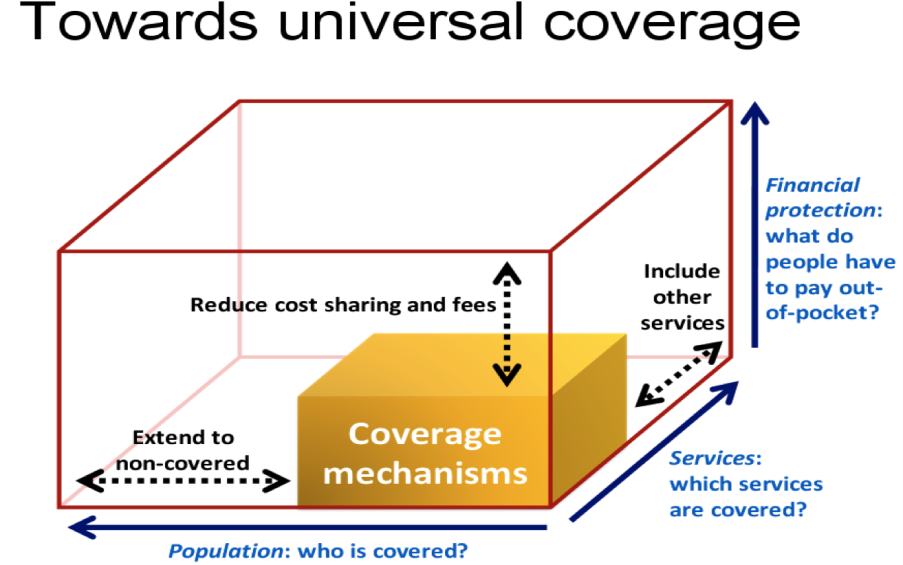 Towards universal coverage
Financial
protection:
what do
people have
to pay out-
of-pocket?
Include
other
services
Reduce cost sharing and fees
Extend to
non-covered
Coverage
mechanisms
Services:
which services
are covered?
Population: who is covered?